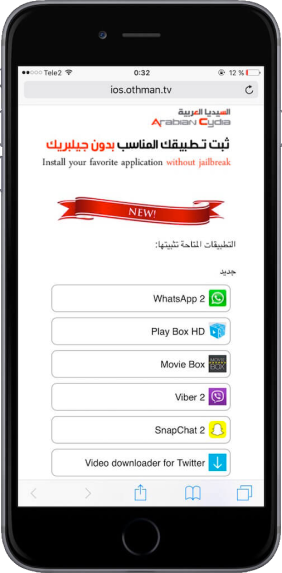 Tele2 0:32 12 %
ios.othman.tv
السيديا العربية
Arabian Cydia
ثبت تطبيقك المناسب بدون جيلبريك
Install your favorite application without jailbreak
NEW!
التطبيقات المتاحة تثبيتها:
جديد
WhatsApp 2
Play Box HD
Movie Box
MOVIE BOX
Viber 2
SnapChat 2
Video downloader for Twitter